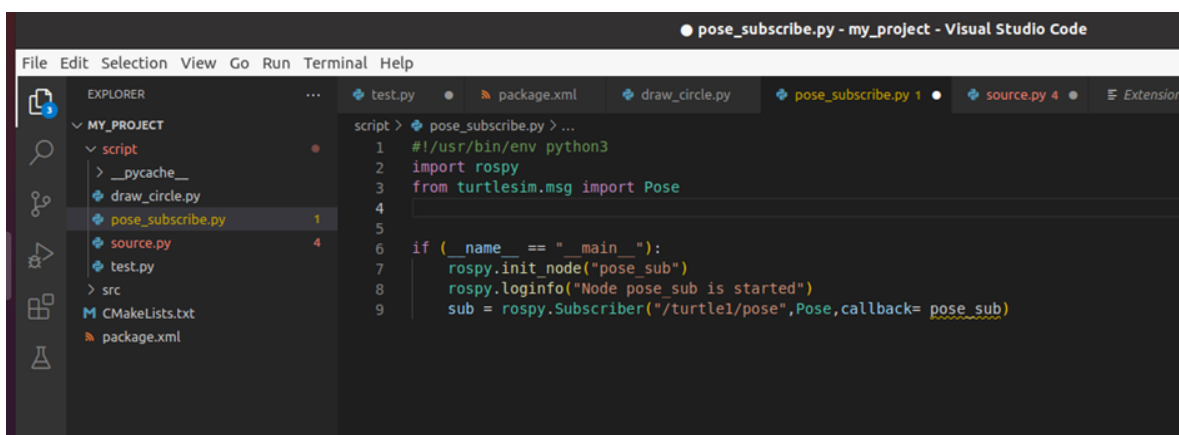 pose_subscribe.py - my_project - Visual Studio Code
File Edit Selection View Go Run Terminal Help
EXPLORER
...
test.py
package.xml
draw_circle.py
pose_subscribe.py 1
source.py 4
Extension
3
MY_PROJECT
script
__pycache__
draw_circle.py
pose_subscribe.py 1
source.py 4
test.py
src
CMakeLists.txt
package.xml
script > pose_subscribe.py > ...
1 #!/usr/bin/env python3
2 import rospy
3 from turtlesim.msg import Pose
4
5
6 if (__name__ == "__main__"):
7     rospy.init_node("pose_sub")
8     rospy.loginfo("Node pose_sub is started")
9     sub = rospy.Subscriber("/turtle1/pose",Pose,callback= pose_sub)